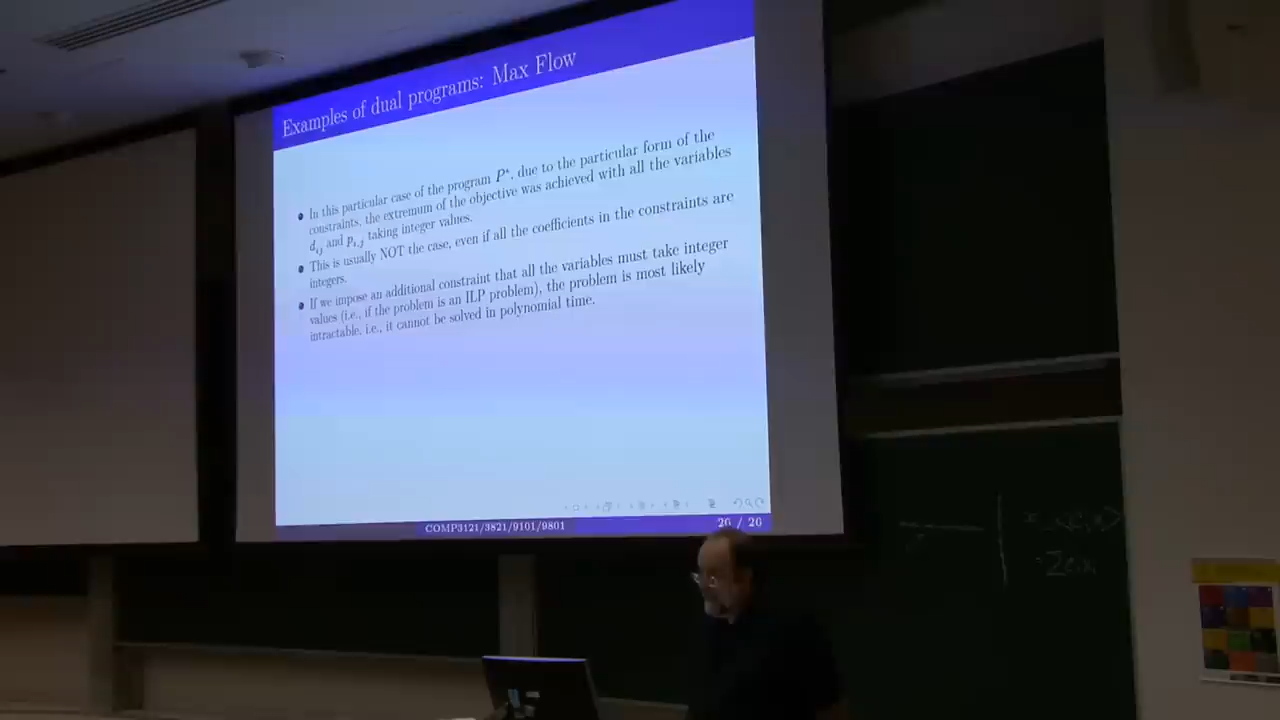 Examples of dual programs: Max Flow
In this particular case of the program P*, due to the particular form of the
constraints, the extremum of the objective was achieved with all the variables
d_ij and p_i,j taking integer values.
This is usually NOT the case, even if all the coefficients in the constraints are
integers.
If we impose an additional constraint that all the variables must take integer
values (i.e., if the problem is an ILP problem), the problem is most likely
intractable, i.e., it cannot be solved in polynomial time.
COMP3121/3821/9101/9801
20 / 20